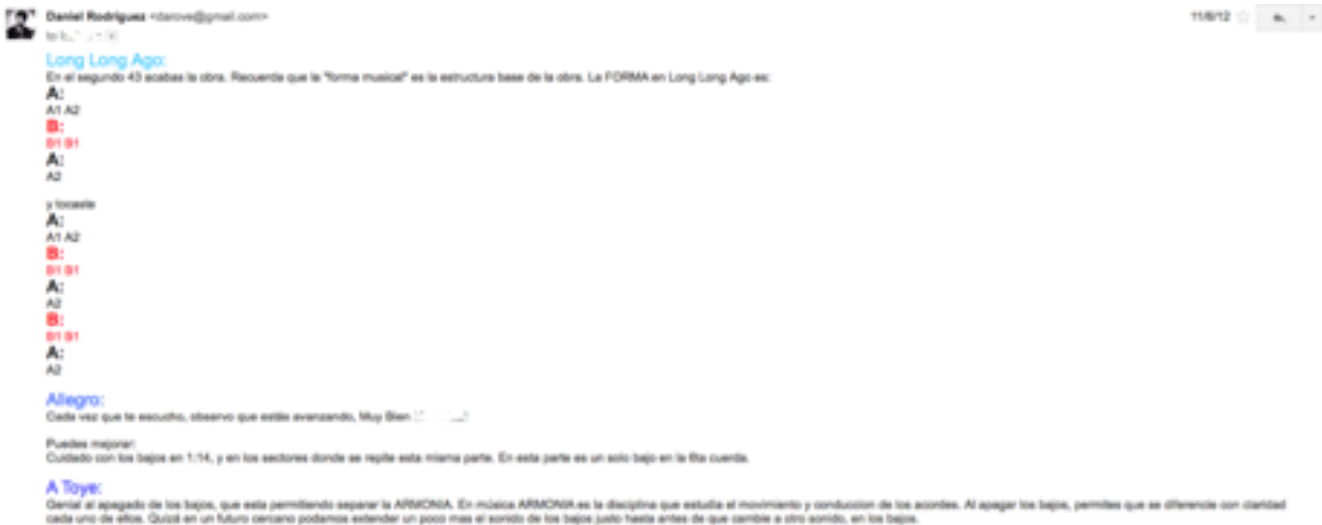 Daniel Rodriguez <darove@gmail.com>
11/6/12
to
Long Long Ago:
En el segundo 43 acabas la obra. Recuerda que la "forma musical" es la estructura base de la obra. La FORMA en Long Long Ago es:
A:
A1 A2
B:
B1 B1
A:
A2
y tocaste
A:
A1 A2
B:
B1 B1
A:
A2
B:
B1 B1
A:
A2
Allegro:
Cada vez que te escucho, observo que estás avanzando, Muy Bien
Puedes mejorar:
Cuidado con los bajos en 1:14, y en los sectores donde se repite esta misma parte. En esta parte es un solo bajo en la 6ta cuerda.
A Toye:
Genial el apagado de los bajos, que esta permitiendo separar la ARMONIA. En música ARMONIA es la disciplina que estudia el movimiento y conduccion de los acordes. Al apagar los bajos, permites que se diferencie con claridad
cada uno de ellos. Quizá en un futuro cercano podamos extender un poco mas el sonido de los bajos justo hasta antes de que cambie a otro sonido, en los bajos.